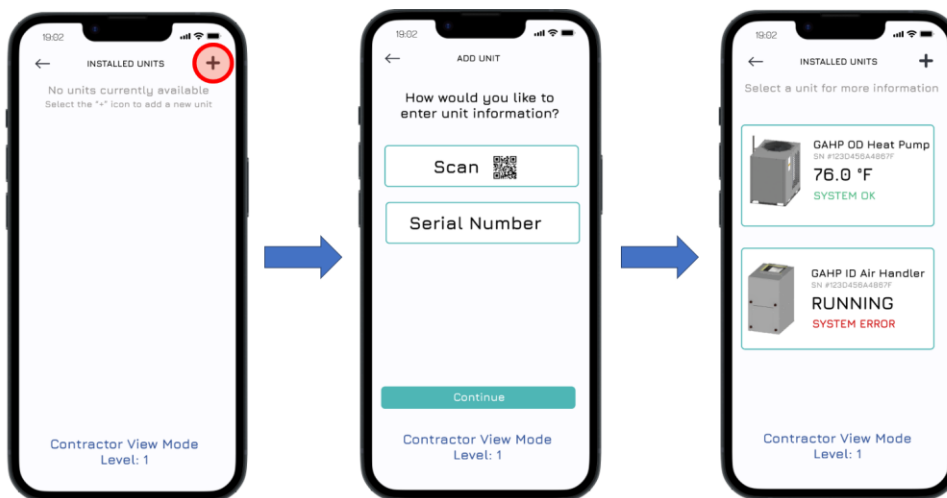 19:02
INSTALLED UNITS +
No units currently available
Select the "+" icon to add a new unit
Contractor View Mode
Level: 1
19:02
ADD UNIT
How would you like to
enter unit information?
Scan
Serial Number
Continue
Contractor View Mode
Level: 1
19:02
INSTALLED UNITS +
Select a unit for more information
GAHP OD Heat Pump
SN #123D456A4B67F
76.0 °F
SYSTEM OK
GAHP ID Air Handler
SN #123D456A4B67F
RUNNING
SYSTEM ERROR
Contractor View Mode
Level: 1